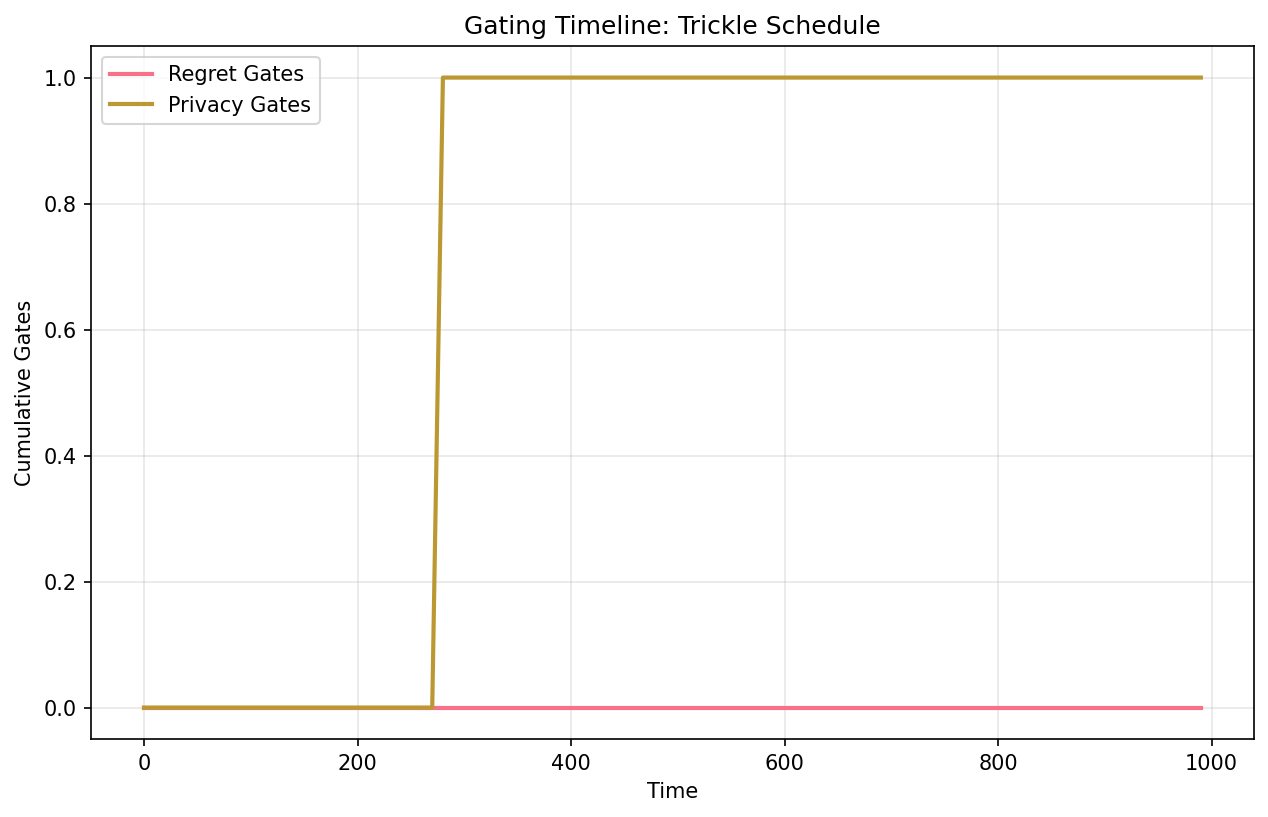 Gating Timeline: Trickle Schedule
Regret Gates
Privacy Gates
Cumulative Gates
1.0
0.8
0.6
0.4
0.2
0.0
0 200 400 600 800 1000
Time